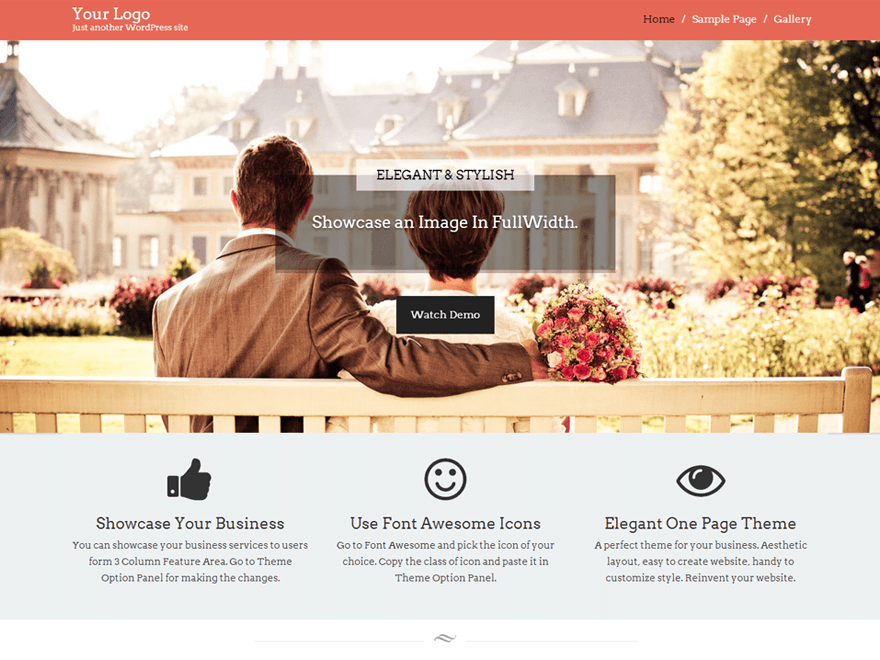 Your Logo
Just another WordPress site
Home / Sample Page / Gallery
ELEGANT & STYLISH
Showcase an Image In FullWidth.
Watch Demo
Showcase Your Business
You can showcase your business services to users
form 3 Column Feature Area. Go to Theme
Option Panel for making the changes.
Use Font Awesome Icons
Go to Font Awesome and pick the icon of your
choice. Copy the class of icon and paste it in
Theme Option Panel.
Elegant One Page Theme
A perfect theme for your business. Aesthetic
layout, easy to create website, handy to
customize style. Reinvent your website.